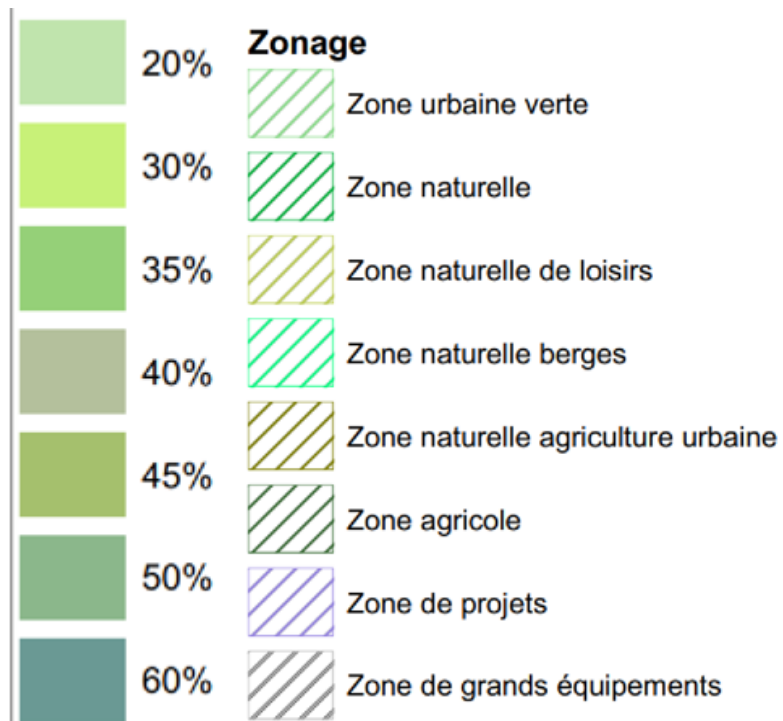 20%
30%
35%
40%
45%
50%
60%
Zonage
Zone urbaine verte
Zone naturelle
Zone naturelle de loisirs
Zone naturelle berges
Zone naturelle agriculture urbaine
Zone agricole
Zone de projets
Zone de grands équipements